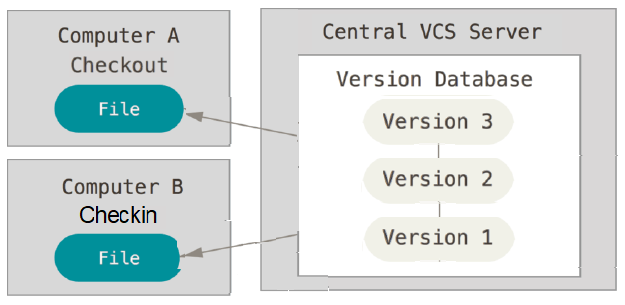 Computer A
Checkout
File
Computer B
Checkin
File
Central VCS Server
Version Database
Version 3
Version 2
Version 1